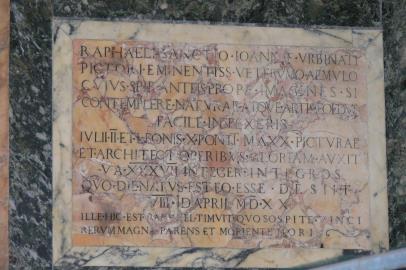 RAPHAELI·SANCTIO·IOANN·F·VRBINATI
PICTORI·EMINENTISS·VETERVMQ·AEMVLO
CVIVS·SPIRANTEIS·PROPE·IMAGINES·SI
CONTEMPLERE·NATVRAE·ATQVE·ARTIS·FOEDVS
FACILE·INSPEXERIS
IVLII·II·ET·LEONIS·X·PONTT·MAXX·PICTVRAE
ET·ARCHITECT·OPERIBVS·GLORIAM·AVXIT
V·A·XXXVII·INTEGER·INTEGROS
QVO·DIE·NATVS·EST·EO·ESSE·DESIIT
VIII·ID·APRIL·MDXX
ILLE·HIC·EST·RAPHAEL·TIMVIT·QVO·SOSPITE·VINCI
RERVM·MAGNA·PARENS·ET·MORIENTE·MORI